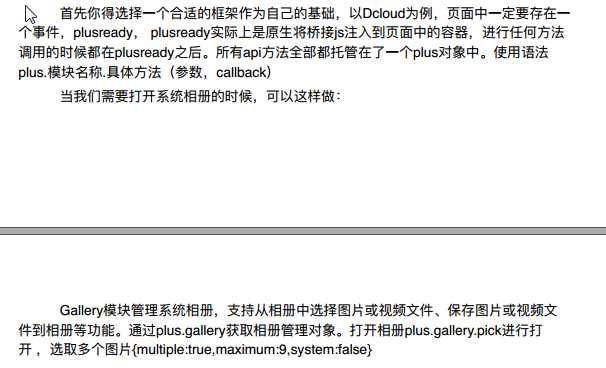 首先你得选择一个合适的框架作为自己的基础，以Dcloud为例，页面中一定要存在一
个事件，plusready， plusready实际上是原生将桥接js注入到页面中的容器，进行任何方法
调用的时候都在plusready之后。所有api方法全部都托管在了一个plus对象中。使用语法
plus.模块名称.具体方法（参数，callback）
当我们需要打开系统相册的时候，可以这样做：
Gallery模块管理系统相册，支持从相册中选择图片或视频文件、保存图片或视频文
件到相册等功能。通过plus.gallery获取相册管理对象。打开相册plus.gallery.pick进行打
开 ，选取多个图片{multiple:true,maximum:9,system:false}